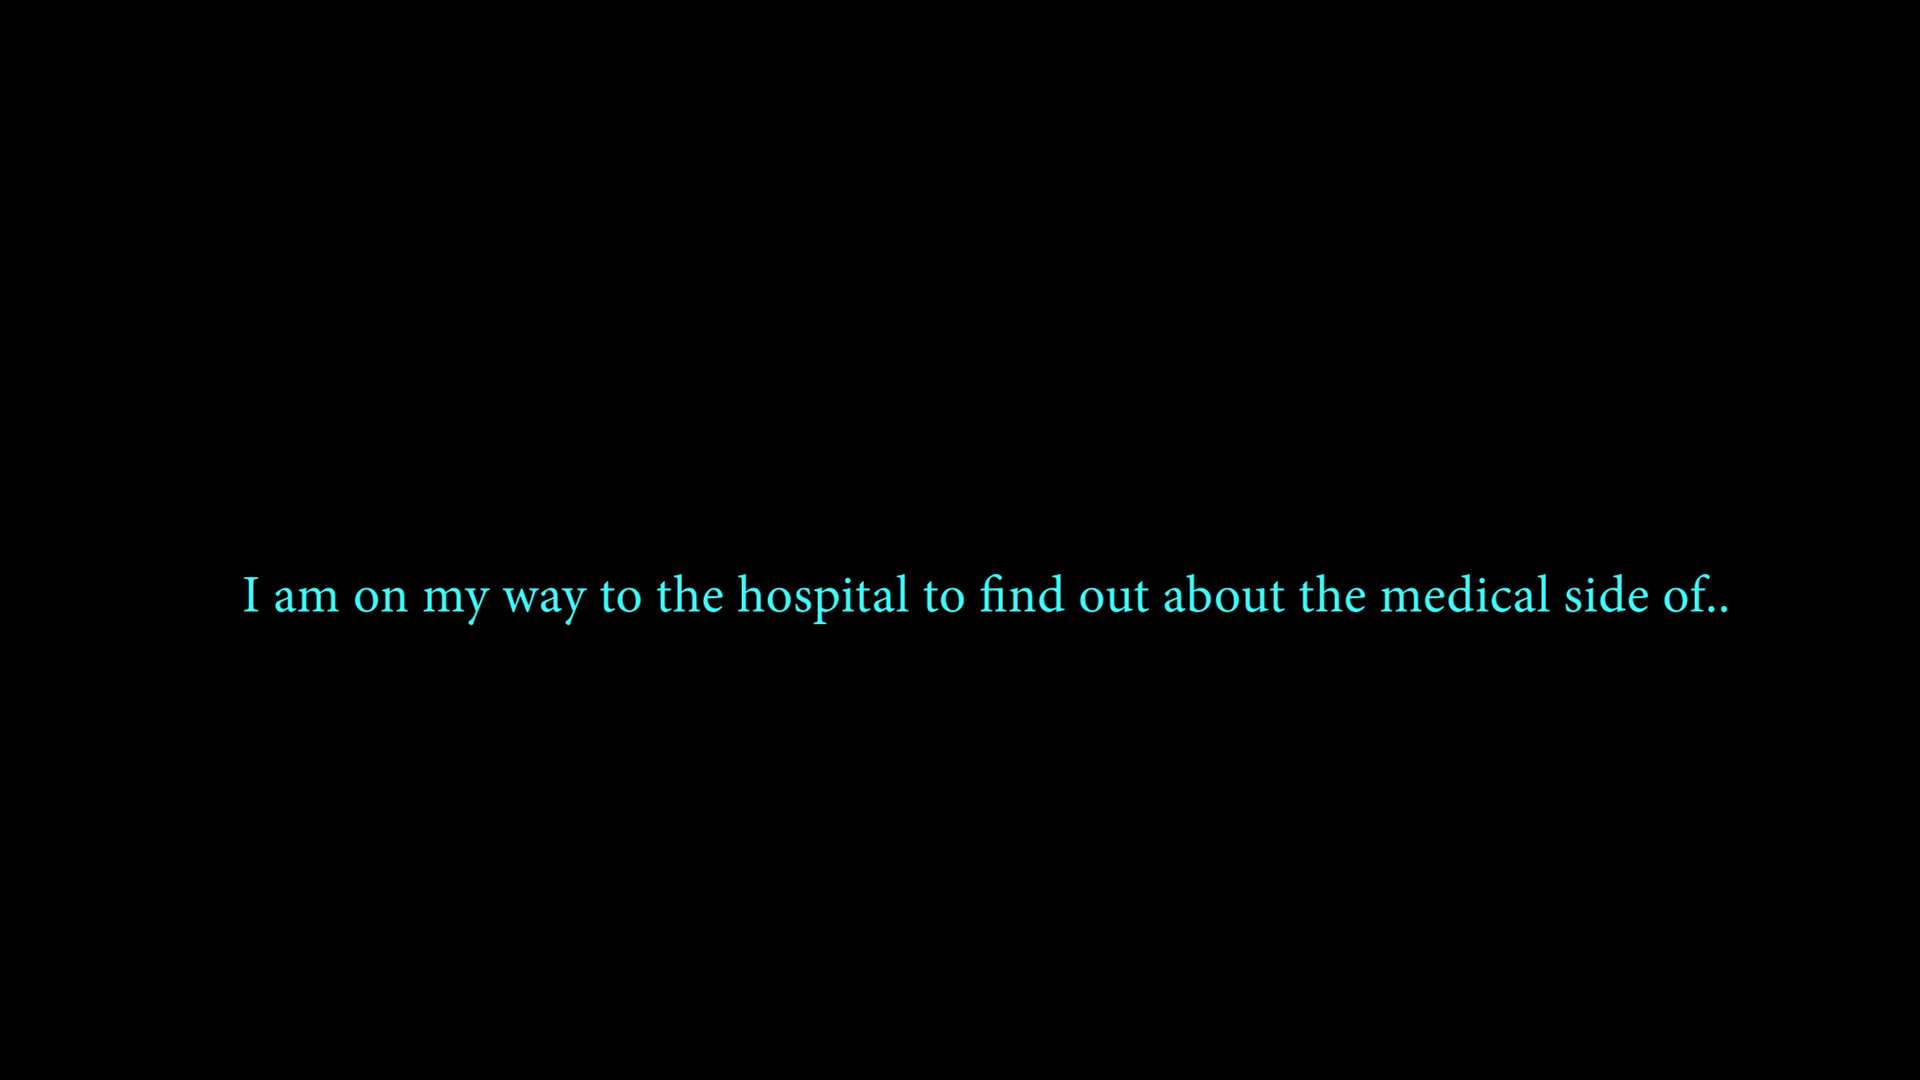 I am on my way to the hospital to find out about the medical side of..